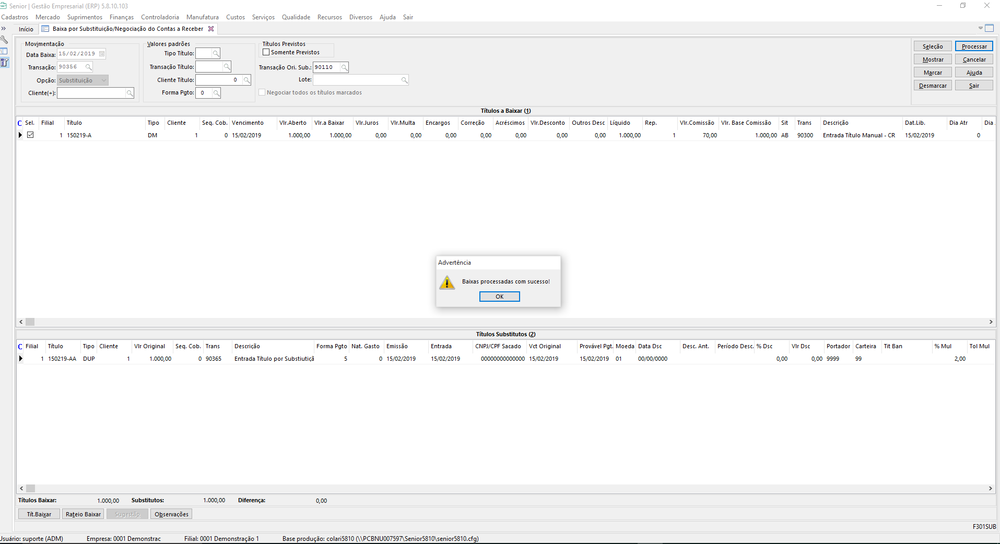 Senior | Gestão Empresarial (ERP) 5.8.10.103
Cadastros Mercado Suprimentos Finanças Controladoria Manufatura Custos Serviços Qualidade Recursos Diversos Ajuda Sair
Início Baixa por Substituição/Negociação do Contas a Receber
Movimentação
Data Baixa: 15/02/2019
Transação: 90356
Opção: Substituição
Cliente(+):
Valores padrões
Tipo Título:
Transação Título:
Cliente Título: 0
Forma Pgto: 0
Títulos Previstos
Somente Previstos
Transação Ori. Sub.: 90110
Lote:
Negociar todos os títulos marcados
Seleção Processar
Mostrar Cancelar
Marcar Ajuda
Desmarcar Sair
Títulos a Baixar (1)
C Sel. Filial Título Tipo Cliente Seq. Cob. Vencimento Vlr.Aberto Vlr.a Baixar Vlr.Juros Vlr.Multa Encargos Correção Acréscimos Vlr.Desconto Outros Desc Líquido Rep. Vlr.Comissão Vlr. Base Comissão Sit Trans Descrição Dat.Lib. Dia Atr Dia
1 150219-A DM 1 0 15/02/2019 1.000,00 1.000,00 0,00 0,00 0,00 0,00 0,00 0,00 0,00 1.000,00 1 70,00 1.000,00 AB 90300 Entrada Título Manual - CR 15/02/2019 0
Advertência
Baixas processadas com sucesso!
OK
Títulos Substitutos (2)
C Filial Título Tipo Cliente Vlr Original Seq. Cob. Trans Descrição Forma Pgto Nat. Gasto Emissão Entrada CNPJ/CPF Sacado Vct Original Provável Pgt. Moeda Data Dsc Desc. Ant. Período Desc. % Dsc Vlr Dsc Portador Carteira Tit Ban % Mul Tol Mul
1 150219-AA DUP 1 1.000,00 0 90365 Entrada Título por Substiutiçã 5 0 15/02/2019 15/02/2019 00000000000000 15/02/2019 15/02/2019 01 00/00/0000 0,00 0,00 9999 99 2,00
Títulos Baixar: 1.000,00 Substitutos: 1.000,00 Diferença: 0,00
Tít.Baixar Rateio Baixar Sugestão Observações
F301SUB
Usuário: suporte (ADM) Empresa: 0001 Demonstrac Filial: 0001 Demonstração 1 Base produção: colari5810 (\\PCBNU007597\Senior5810\senior5810.cfg)